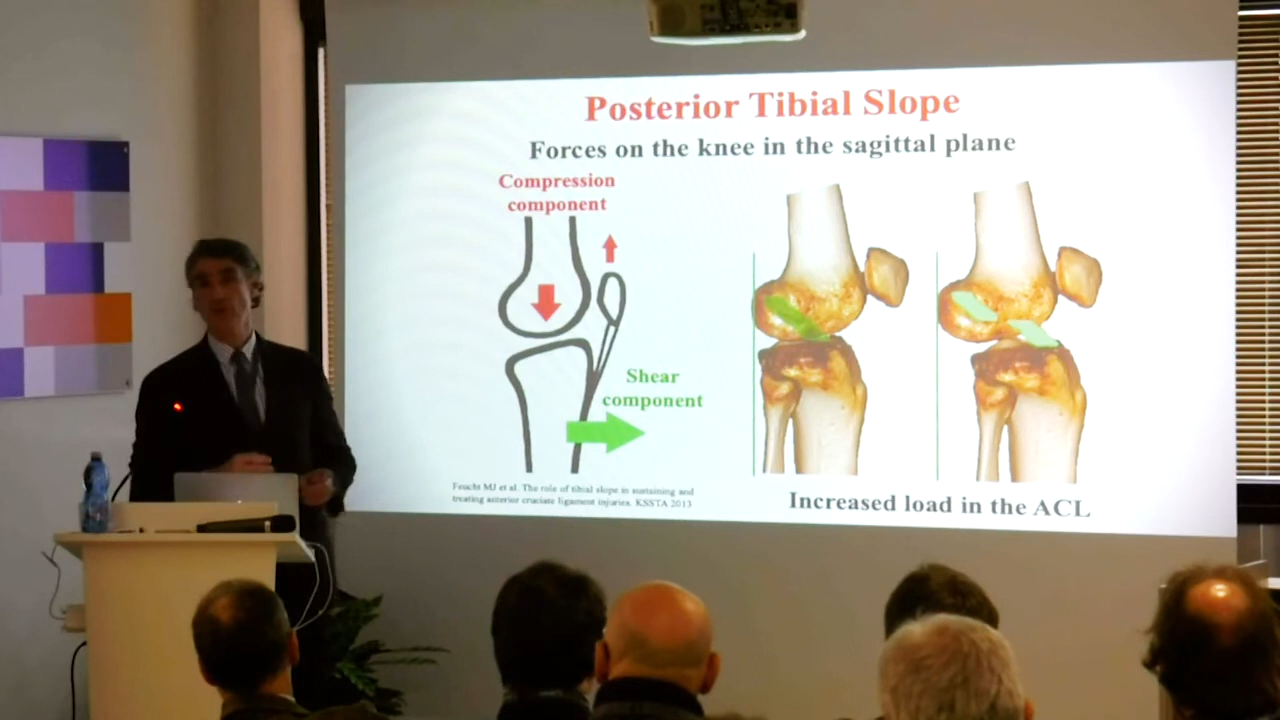 Posterior Tibial Slope
Forces on the knee in the sagittal plane
Compression
component
Shear
component
Feucht MJ et al. The role of tibial slope in sustaining and
treating anterior cruciate ligament injuries. KSSTA 2013
Increased load in the ACL